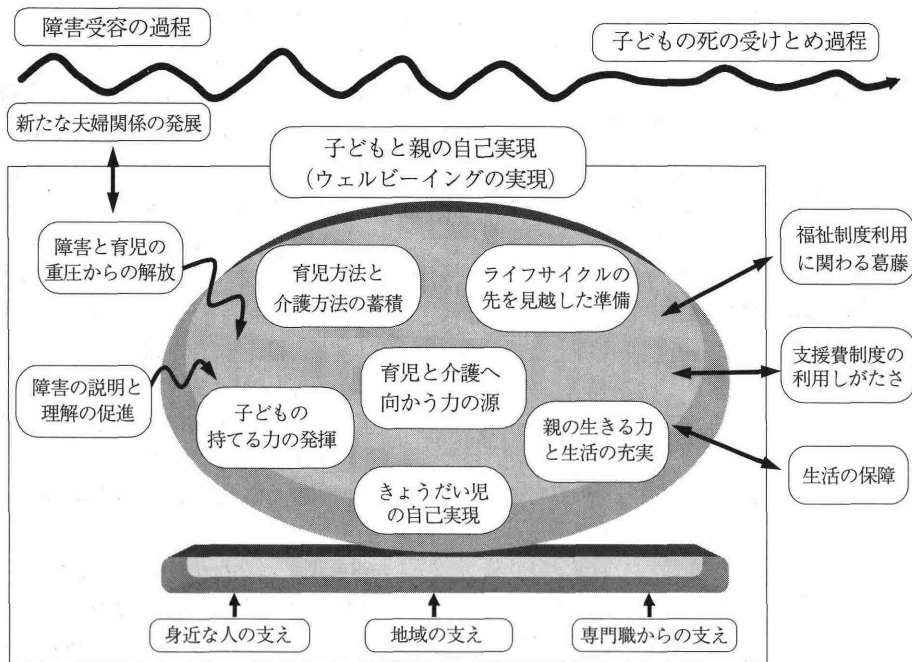 障害受容の過程
子どもの死の受けとめ過程
新たな夫婦関係の発展
子どもと親の自己実現
（ウェルビーイングの実現）
障害と育児の
重圧からの解放
育児方法と
介護方法の蓄積
ライフサイクルの
先を見越した準備
福祉制度利用
に関わる葛藤
障害の説明と
理解の促進
子どもの
持てる力の発揮
育児と介護へ
向かう力の源
親の生きる力
と生活の充実
支援費制度の
利用しがたさ
きょうだい児
の自己実現
生活の保障
身近な人の支え
地域の支え
専門職からの支え